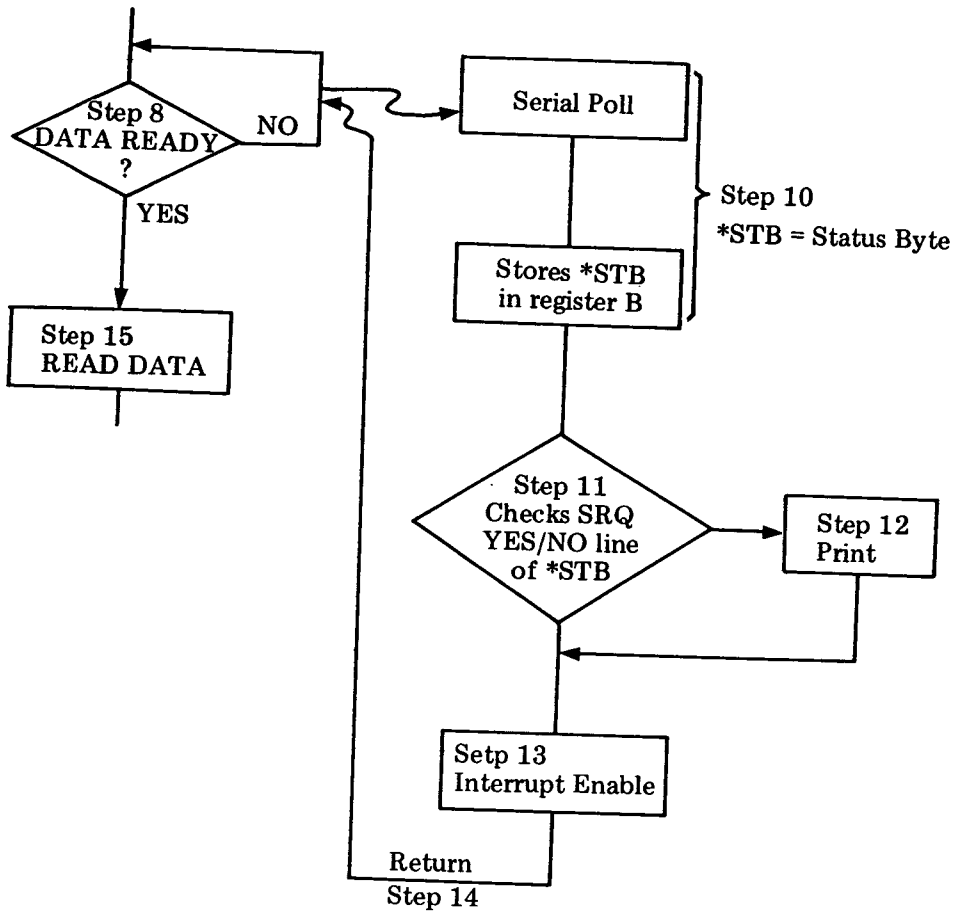 Step 8
DATA READY
?
NO
YES
Step 15
READ DATA
Serial Poll
Stores *STB
in register B
Step 10
*STB = Status Byte
Step 11
Checks SRQ
YES/NO line
of *STB
Step 12
Print
Setp 13
Interrupt Enable
Return
Step 14